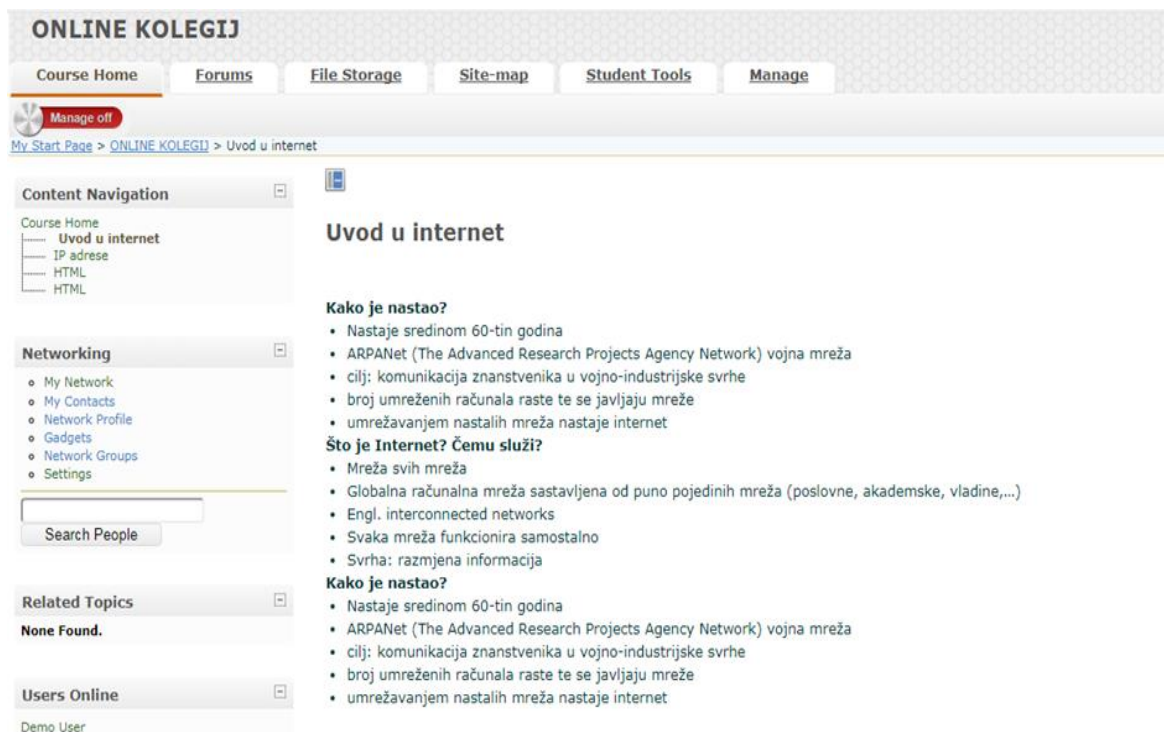 ONLINE KOLEGIJ
Course Home Forums File Storage Site-map Student Tools Manage
Manage off
My Start Page > ONLINE KOLEGIJ > Uvod u internet
Content Navigation
Course Home
Uvod u internet
IP adrese
HTML
HTML
Networking
My Network
My Contacts
Network Profile
Gadgets
Network Groups
Settings
Search People
Related Topics
None Found.
Users Online
Demo User
Uvod u internet
Kako je nastao?
• Nastaje sredinom 60-tin godina
• ARPANet (The Advanced Research Projects Agency Network) vojna mreža
• cilj: komunikacija znanstvenika u vojno-industrijske svrhe
• broj umreženih računala raste te se javljaju mreže
• umrežavanjem nastalih mreža nastaje internet
Što je Internet? Čemu služi?
• Mreža svih mreža
• Globalna računalna mreža sastavljena od puno pojedinih mreža (poslovne, akademske, vladine,...)
• Engl. interconnected networks
• Svaka mreža funkcionira samostalno
• Svrha: razmjena informacija
Kako je nastao?
• Nastaje sredinom 60-tin godina
• ARPANet (The Advanced Research Projects Agency Network) vojna mreža
• cilj: komunikacija znanstvenika u vojno-industrijske svrhe
• broj umreženih računala raste te se javljaju mreže
• umrežavanjem nastalih mreža nastaje internet